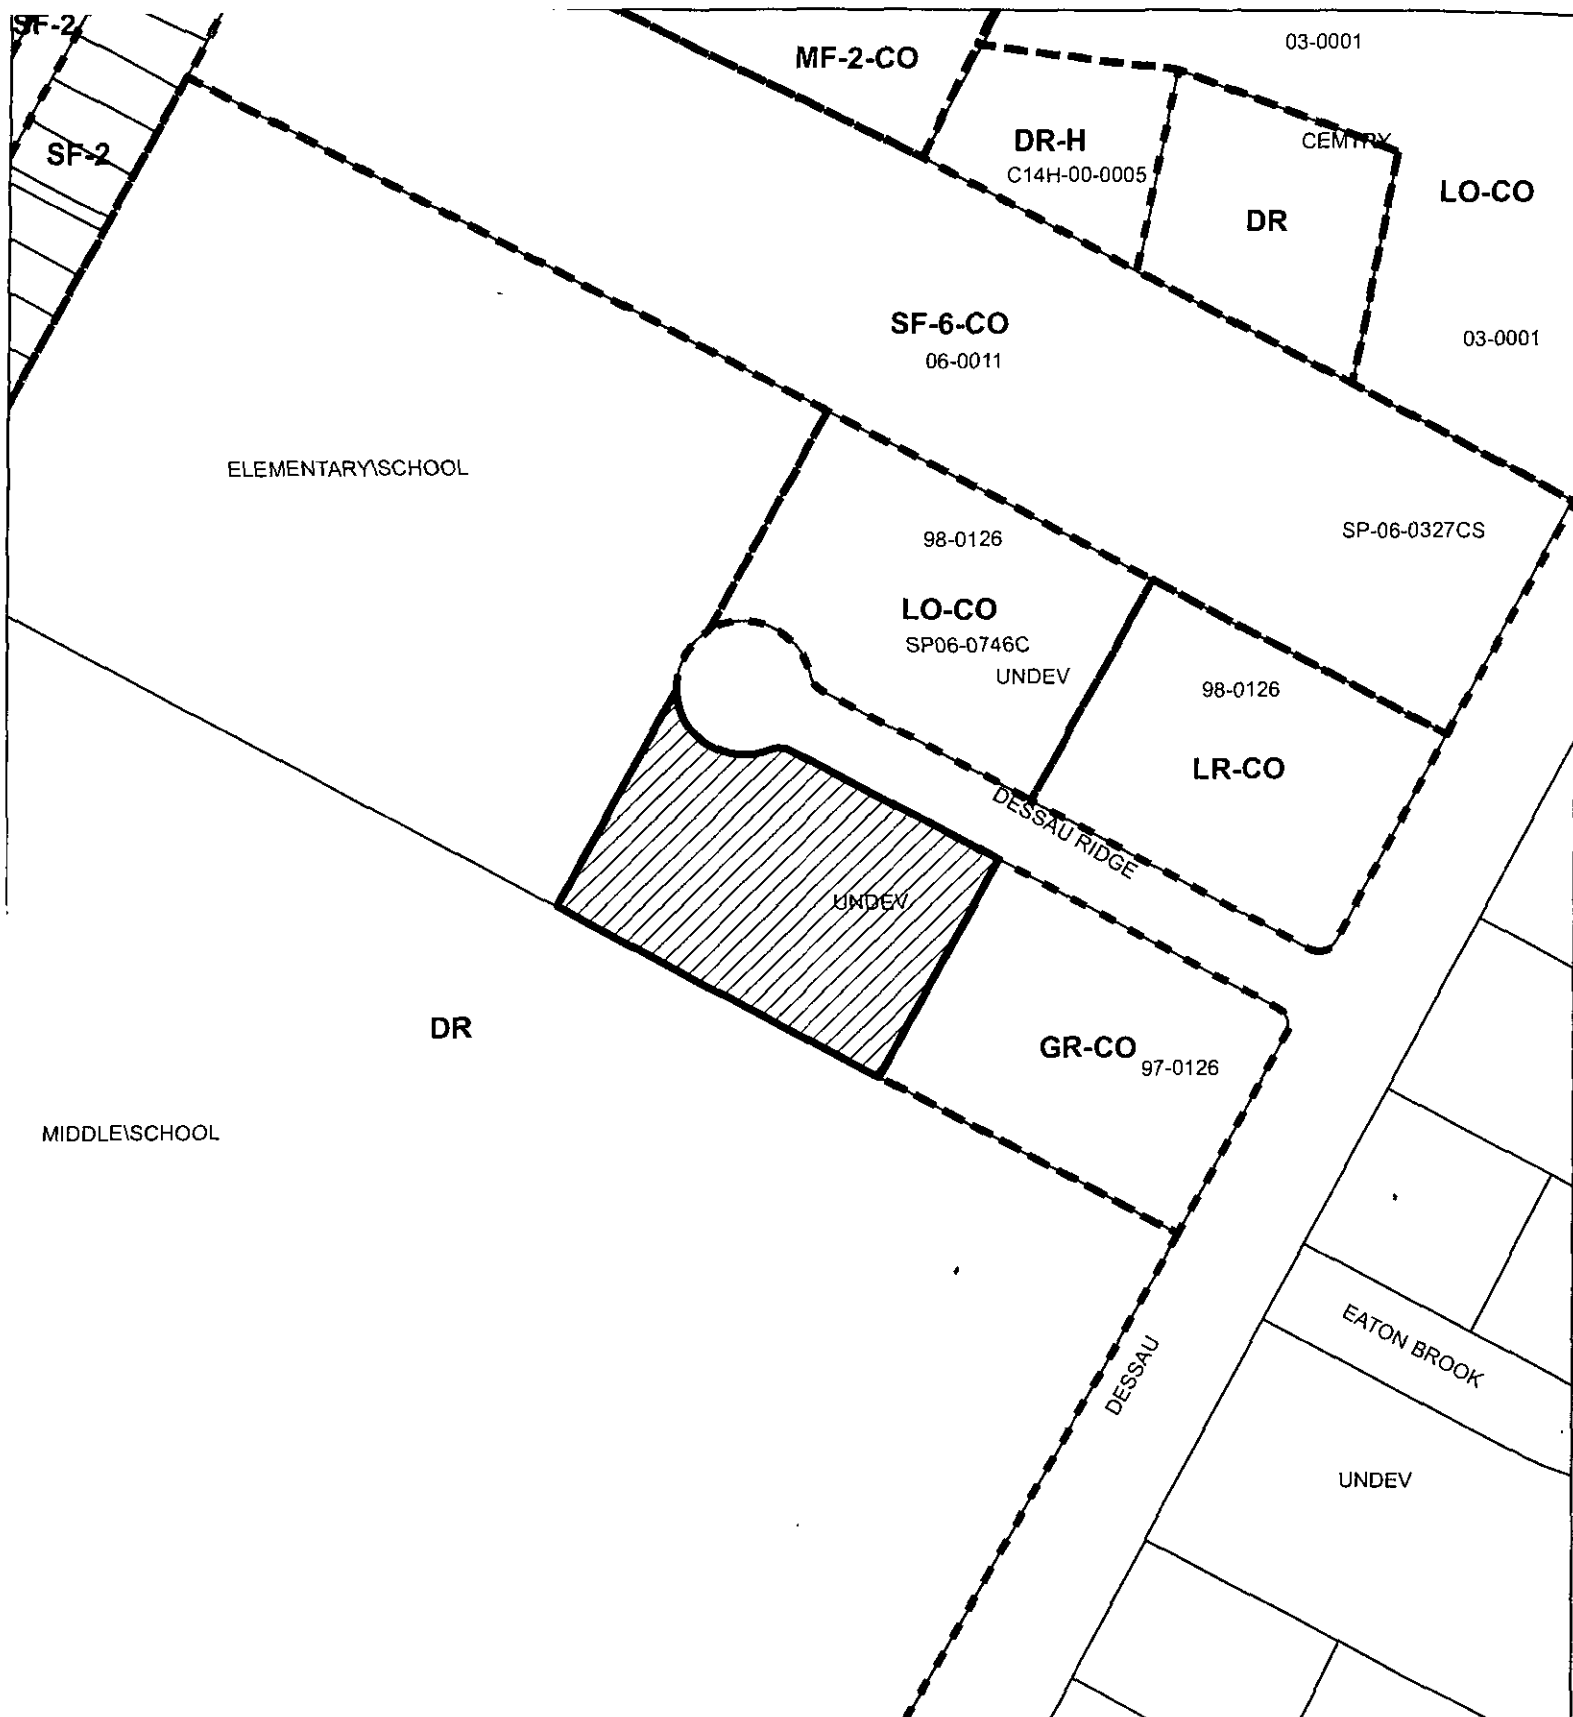 SF-2
MF-2-CO
03-0001
DR-H
C14H-00-0005
CEMTRY
SF-2
LO-CO
DR
SF-6-CO
06-0011
03-0001
ELEMENTARY\SCHOOL
98-0126
SP-06-0327CS
LO-CO
SP06-0746C
UNDEV
98-0126
LR-CO
DESSAU RIDGE
UNDEV
DR
GR-CO
97-0126
MIDDLE\SCHOOL
EATON BROOK
DESSAU
UNDEV